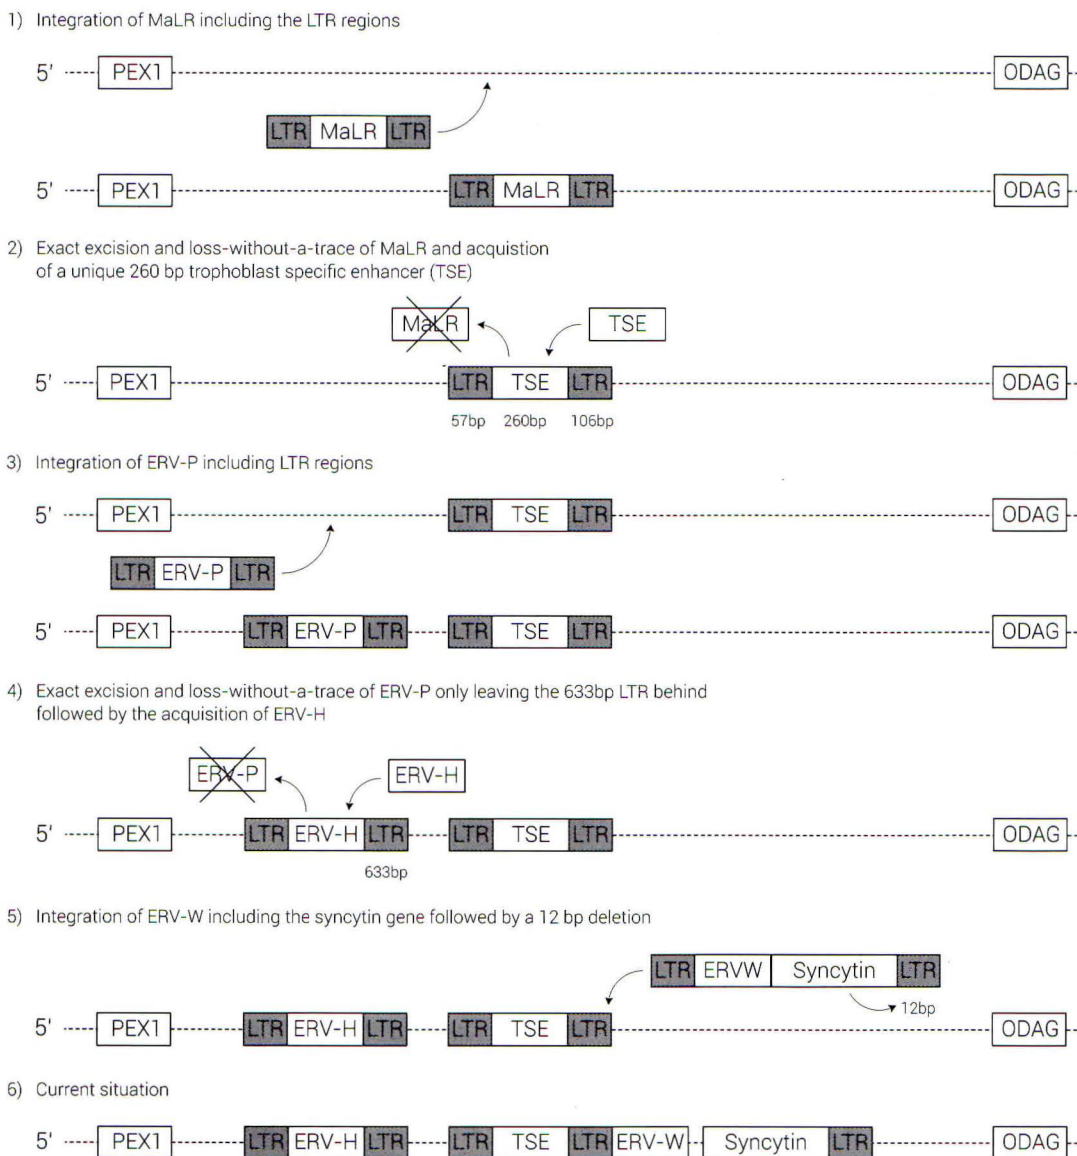 1) Integration of MaLR including the LTR regions
5' PEX1 ODAG
LTR MaLR LTR
5' PEX1 LTR MaLR LTR ODAG
2) Exact excision and loss-without-a-trace of MaLR and acquistion
of a unique 260 bp trophoblast specific enhancer (TSE)
MaLR TSE
5' PEX1 LTR TSE LTR ODAG
57bp 260bp 106bp
3) Integration of ERV-P including LTR regions
5' PEX1 LTR TSE LTR ODAG
LTR ERV-P LTR
5' PEX1 LTR ERV-P LTR LTR TSE LTR ODAG
4) Exact excision and loss-without-a-trace of ERV-P only leaving the 633bp LTR behind
followed by the acquisition of ERV-H
ERV-P ERV-H
5' PEX1 LTR ERV-H LTR LTR TSE LTR ODAG
633bp
5) Integration of ERV-W including the syncytin gene followed by a 12 bp deletion
LTR ERVW Syncytin LTR
12bp
5' PEX1 LTR ERV-H LTR LTR TSE LTR ODAG
6) Current situation
5' PEX1 LTR ERV-H LTR LTR TSE LTR ERV-W Syncytin LTR ODAG